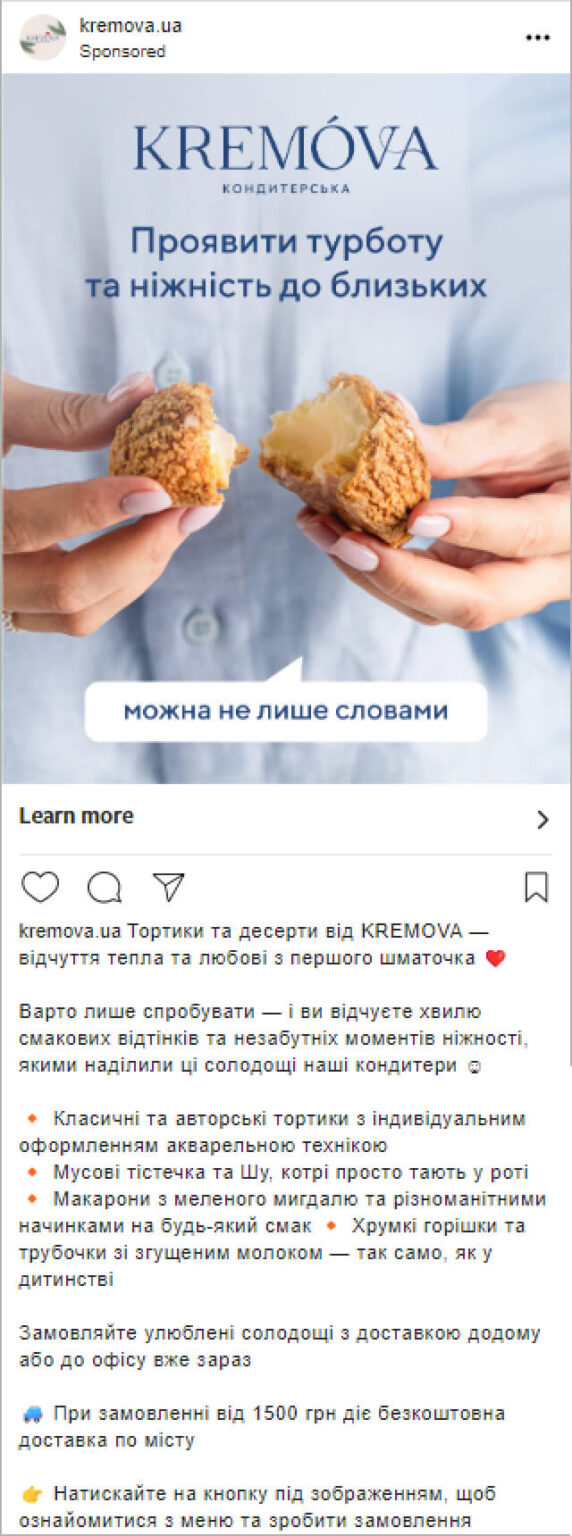 kremova.ua
Sponsored
KREMÓVA
КОНДИТЕРСЬКА
Проявити турботу
та ніжність до близьких
можна не лише словами
Learn more
kremova.ua Тортики та десерти від KREMOVA —
відчуття тепла та любові з першого шматочка ❤️
Варто лише спробувати — і ви відчуєте хвилю
смакових відтінків та незабутніх моментів ніжності,
якими наділили ці солодощі наші кондитери ☺
🔸 Класичні та авторські тортики з індивідуальним
оформленням акварельною технікою
🔸 Мусові тістечка та Шу, котрі просто тають у роті
🔸 Макарони з меленого мигдалю та різноманітними
начинками на будь-який смак 🔸 Хрумкі горішки та
трубочки зі згущеним молоком — так само, як у
дитинстві
Замовляйте улюблені солодощі з доставкою додому
або до офісу вже зараз
🚙 При замовленні від 1500 грн діє безкоштовна
доставка по місту
👉 Натискайте на кнопку під зображенням, щоб
ознайомитися з меню та зробити замовлення